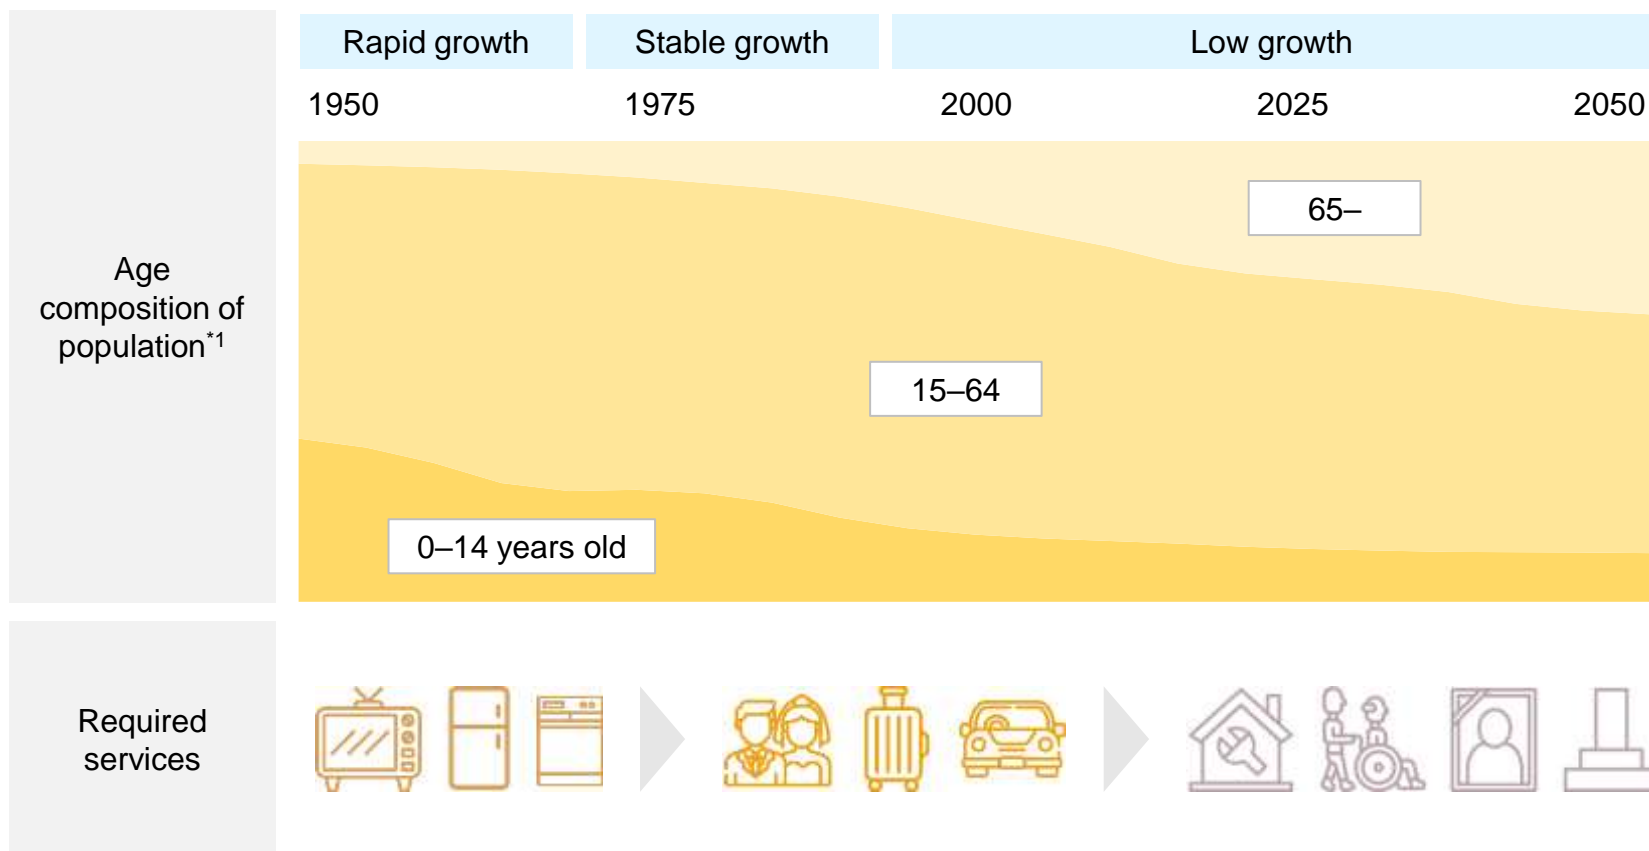 Rapid growth
Stable growth
Low growth
1950
1975
2000
2025
2050
Age
composition of
population*1
65–
15–64
0–14 years old
Required
services